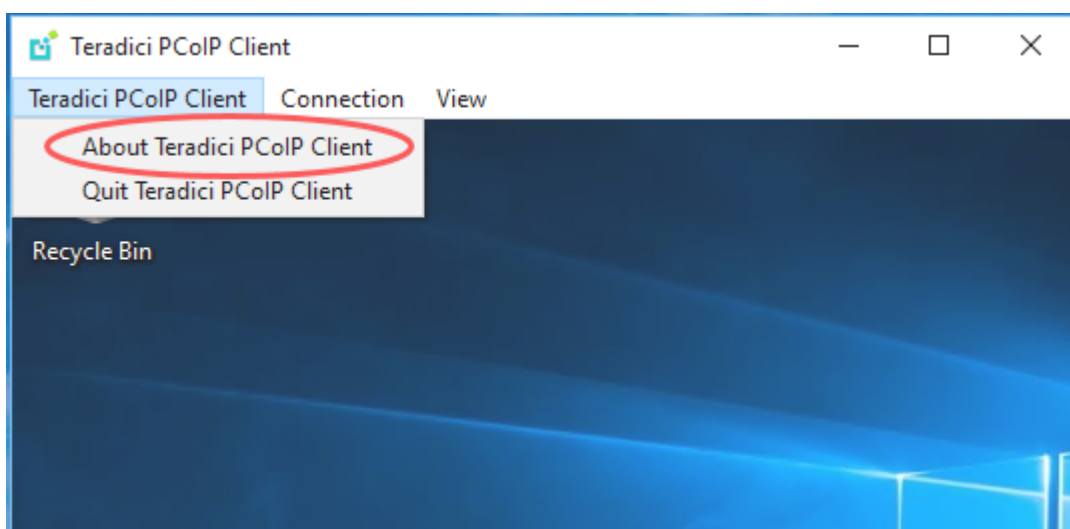 Teradici PCoIP Client
Teradici PCoIP Client Connection View
About Teradici PCoIP Client
Quit Teradici PCoIP Client
Recycle Bin